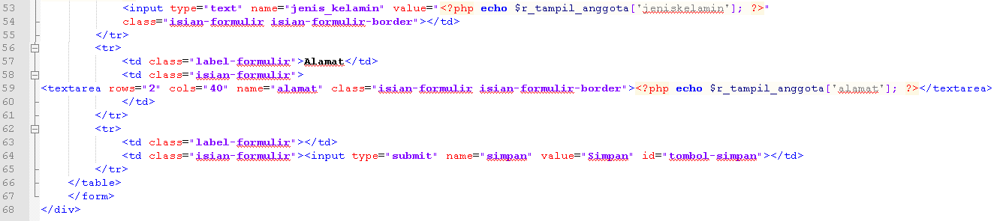 53 <input type="text" name="jenis_kelamin" value="<?php echo $r_tampil_anggota['jeniskelamin']; ?>"
54 class="isian-formulir isian-formulir-border"></td>
55 </tr>
56 <tr>
57 <td class="label-formulir">Alamat</td>
58 <td class="isian-formulir">
59 <textarea rows="2" cols="40" name="alamat" class="isian-formulir isian-formulir-border"><?php echo $r_tampil_anggota['alamat']; ?></textarea>
60 </td>
61 </tr>
62 <tr>
63 <td class="label-formulir"></td>
64 <td class="isian-formulir"><input type="submit" name="simpan" value="Simpan" id="tombol-simpan"></td>
65 </tr>
66 </table>
67 </form>
68 </div>